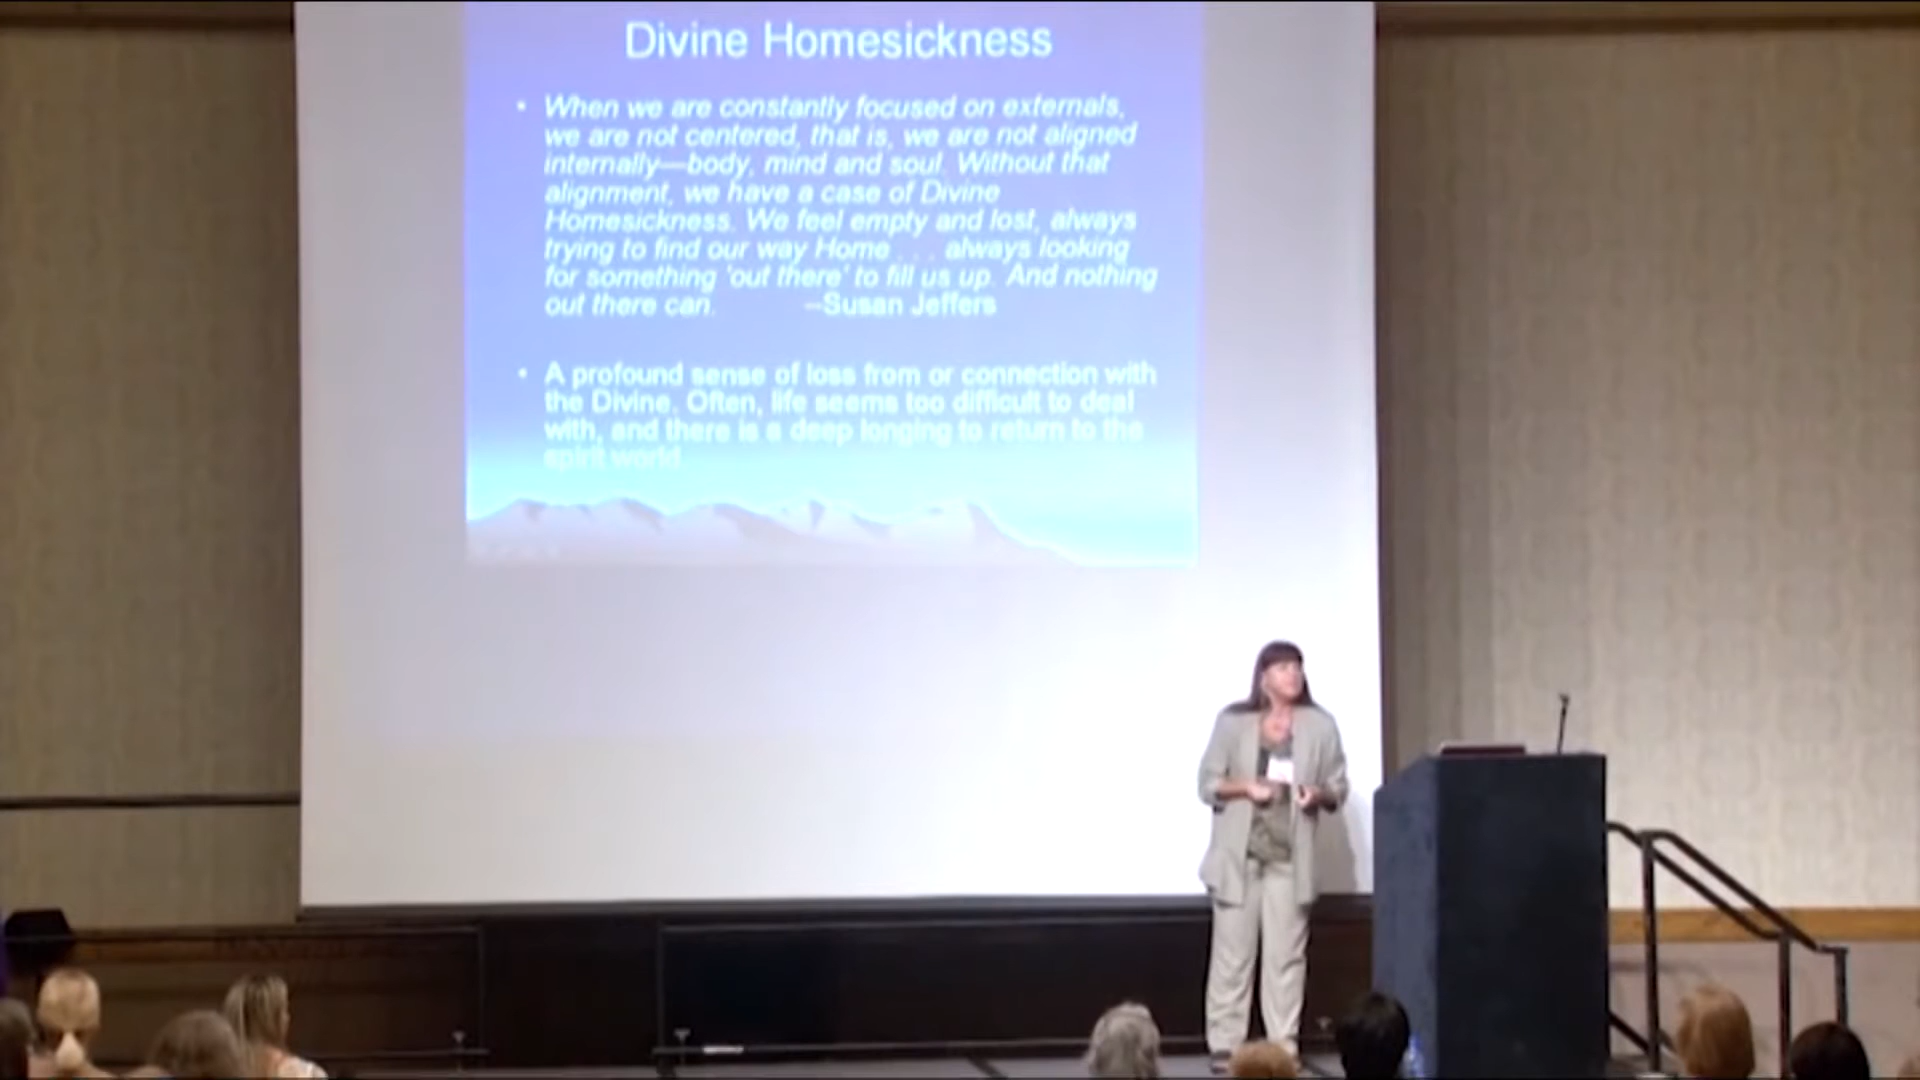 Divine Homesickness
• When we are constantly focused on externals,
we are not centered, that is, we are not aligned
internally—body, mind and soul. Without that
alignment, we have a case of Divine
Homesickness. We feel empty and lost, always
trying to find our way Home . . . always looking
for something 'out there' to fill us up. And nothing
out there can. --Susan Jeffers
• A profound sense of loss from or connection with
the Divine. Often, life seems too difficult to deal
with, and there is a deep longing to return to the
spirit world